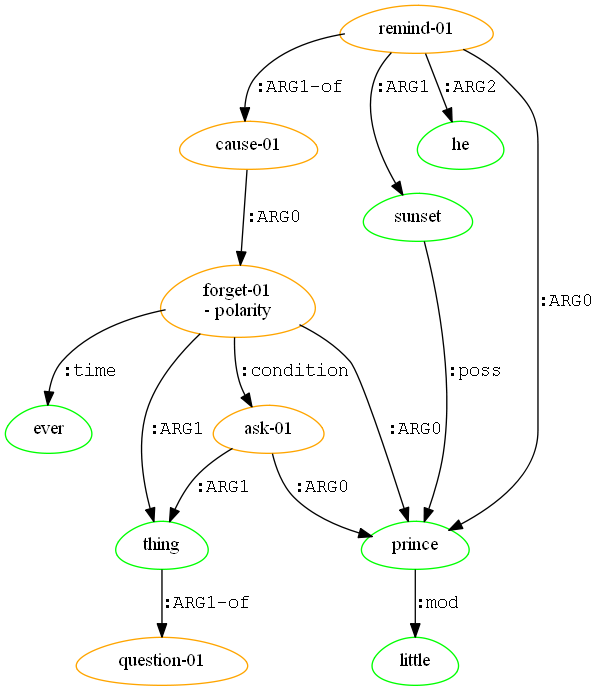 remind-01
:ARG1-of
:ARG1
:ARG2
cause-01
he
:ARG0
sunset
forget-01
- polarity
:ARG0
:time
:condition
:poss
ever
:ARG1
ask-01
:ARG0
:ARG1
:ARG0
thing
prince
:ARG1-of
:mod
question-01
little